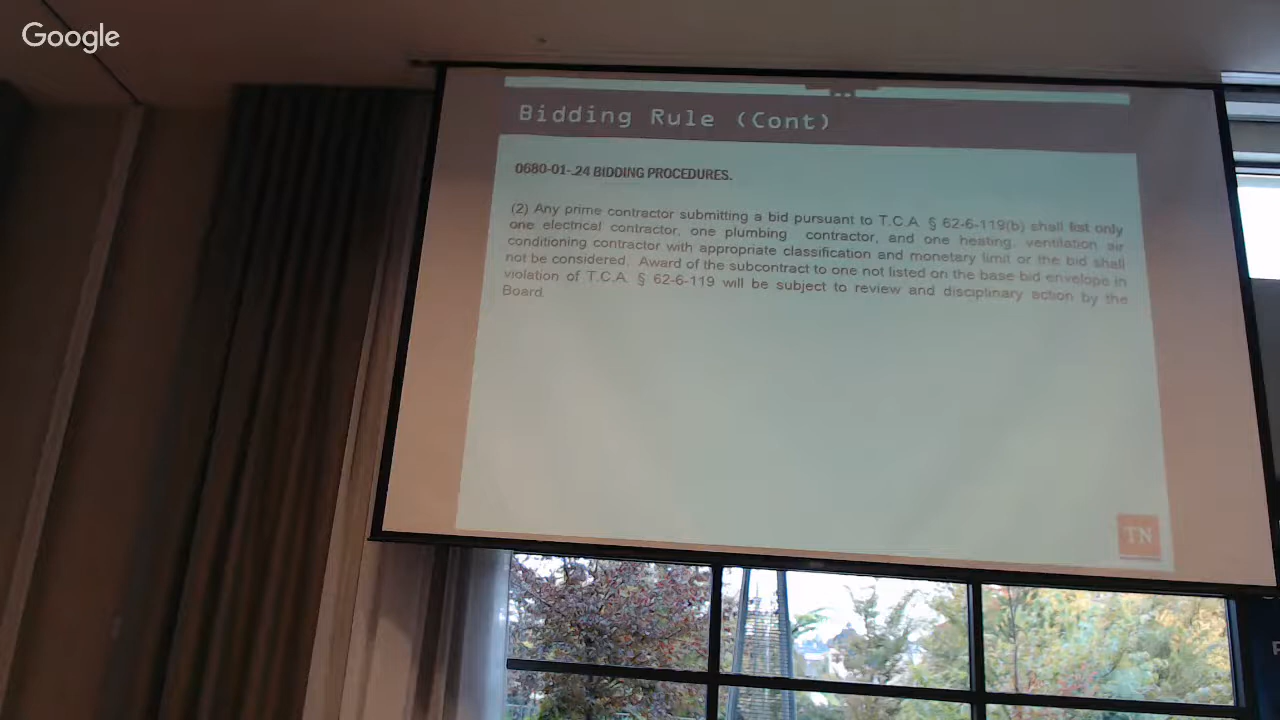 Google
Bidding Rule (Cont)
0680-01-.24 BIDDING PROCEDURES.
(2) Any prime contractor submitting a bid pursuant to T.C.A. § 62-6-119(b) shall list only
one electrical contractor, one plumbing contractor, and one heating, ventilation air
conditioning contractor with appropriate classification and monetary limit or the bid shall
not be considered. Award of the subcontract to one not listed on the base bid envelope in
violation of T.C.A. § 62-6-119 will be subject to review and disciplinary action by the
Board.
TN